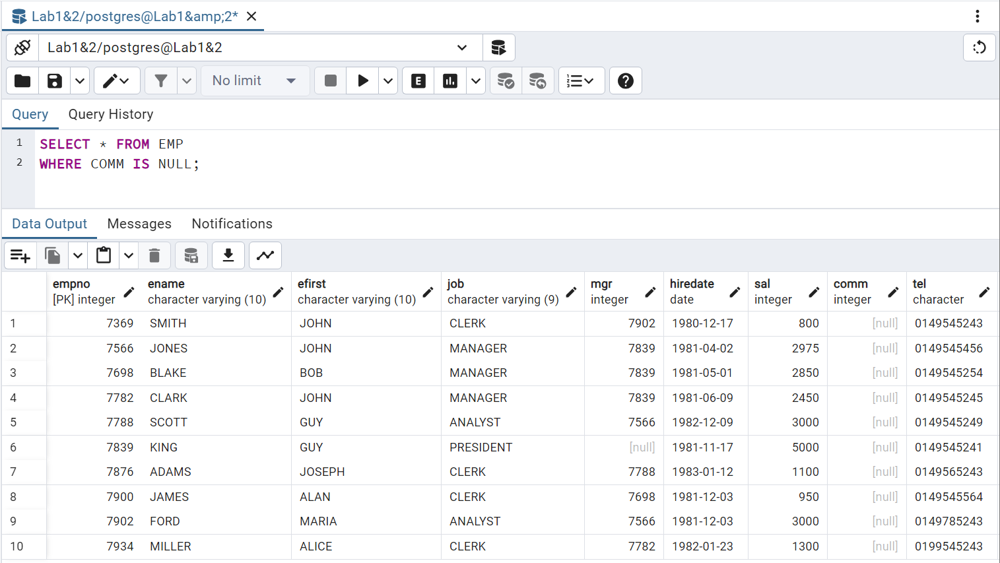 Lab1&2/postgres@Lab1&amp;2*
Lab1&2/postgres@Lab1&2
No limit
E
Query Query History
1 SELECT * FROM EMP
2 WHERE COMM IS NULL;
Data Output Messages Notifications
empno ename efirst job mgr hiredate sal comm tel
[PK] integer character varying (10) character varying (10) character varying (9) integer date integer integer character
1 7369 SMITH JOHN CLERK 7902 1980-12-17 800 [null] 0149545243
2 7566 JONES JOHN MANAGER 7839 1981-04-02 2975 [null] 0149545456
3 7698 BLAKE BOB MANAGER 7839 1981-05-01 2850 [null] 0149545254
4 7782 CLARK JOHN MANAGER 7839 1981-06-09 2450 [null] 0149545245
5 7788 SCOTT GUY ANALYST 7566 1982-12-09 3000 [null] 0149545249
6 7839 KING GUY PRESIDENT [null] 1981-11-17 5000 [null] 0149545241
7 7876 ADAMS JOSEPH CLERK 7788 1983-01-12 1100 [null] 0149565243
8 7900 JAMES ALAN CLERK 7698 1981-12-03 950 [null] 0149545564
9 7902 FORD MARIA ANALYST 7566 1981-12-03 3000 [null] 0149785243
10 7934 MILLER ALICE CLERK 7782 1982-01-23 1300 [null] 0199545243